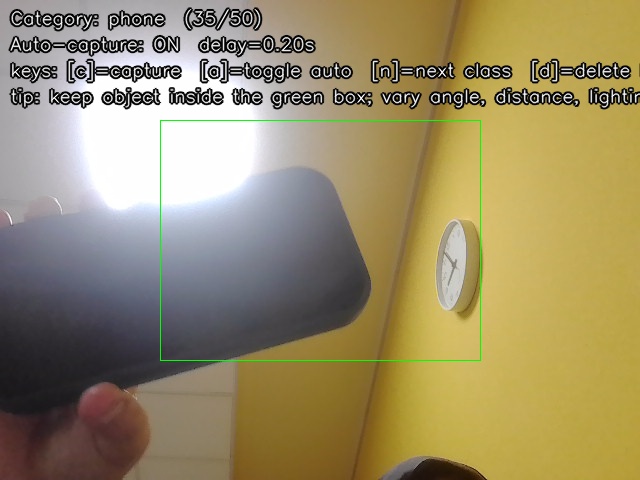 Category: phone (35/50)
Auto-capture: ON delay=0.20s
keys: [c]=capture [a]=toggle auto [n]=next class [d]=delete
tip: keep object inside the green box; vary angle, distance,